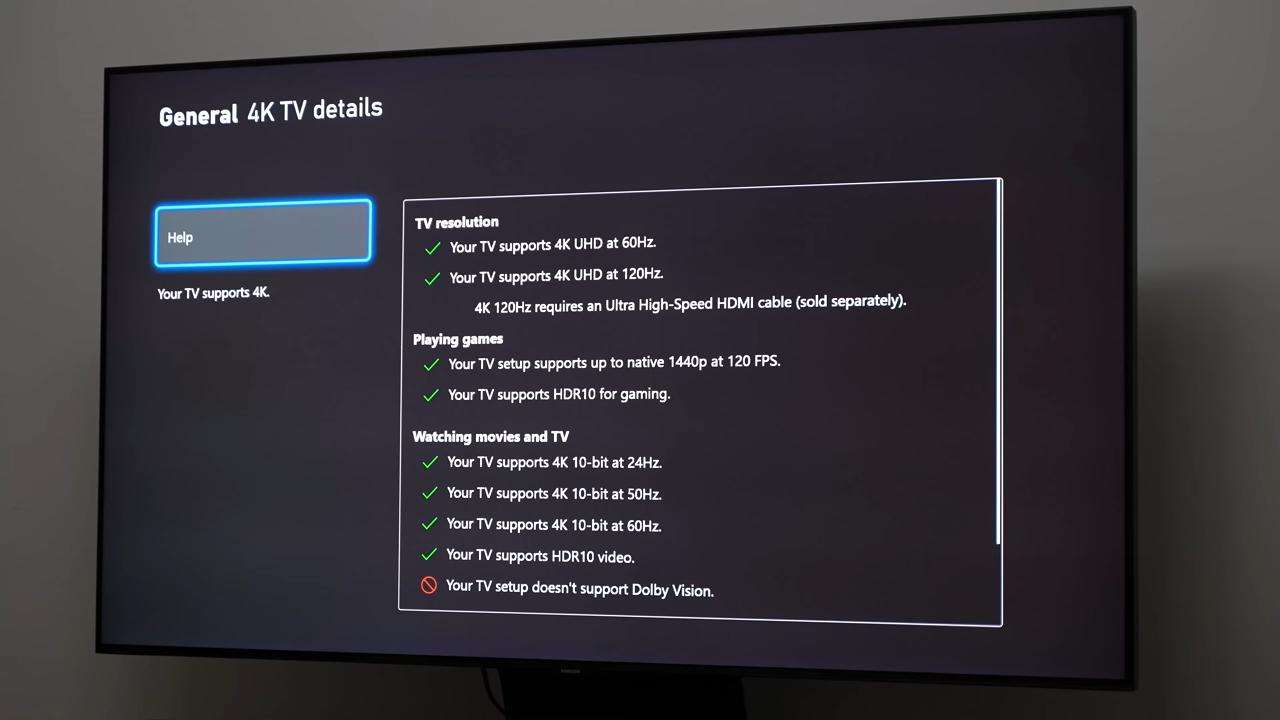 General 4K TV details
Help
Your TV supports 4K.
TV resolution
Your TV supports 4K UHD at 60Hz.
Your TV supports 4K UHD at 120Hz.
4K 120Hz requires an Ultra High-Speed HDMI cable (sold separately).
Playing games
Your TV setup supports up to native 1440p at 120 FPS.
Your TV supports HDR10 for gaming.
Watching movies and TV
Your TV supports 4K 10-bit at 24Hz.
Your TV supports 4K 10-bit at 50Hz.
Your TV supports 4K 10-bit at 60Hz.
Your TV supports HDR10 video.
Your TV setup doesn't support Dolby Vision.